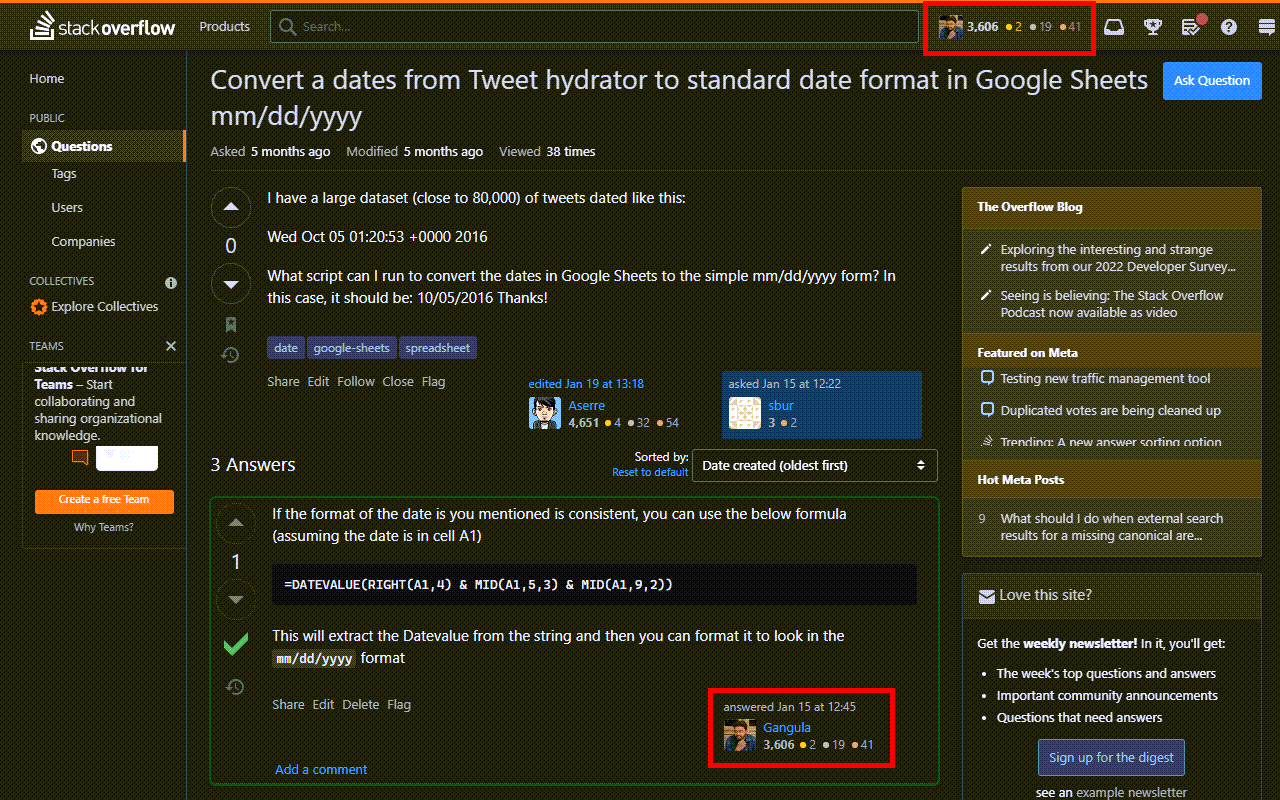 stack overflow
Products
Search...
3,606 2 19 41
Home
PUBLIC
Questions
Tags
Users
Companies
COLLECTIVES
Explore Collectives
TEAMS
Stack Overflow for
Teams – Start
collaborating and
sharing organizational
knowledge.
Create a free Team
Why Teams?
Convert a dates from Tweet hydrator to standard date format in Google Sheets
mm/dd/yyyy
Ask Question
Asked 5 months ago Modified 5 months ago Viewed 38 times
0
I have a large dataset (close to 80,000) of tweets dated like this:
Wed Oct 05 01:20:53 +0000 2016
What script can I run to convert the dates in Google Sheets to the simple mm/dd/yyyy form? In
this case, it should be: 10/05/2016 Thanks!
date google-sheets spreadsheet
Share Edit Follow Close Flag
edited Jan 19 at 13:18
Aserre
4,651 4 32 54
asked Jan 15 at 12:22
sbur
3 2
3 Answers
Sorted by:
Reset to default
Date created (oldest first)
1
If the format of the date is you mentioned is consistent, you can use the below formula
(assuming the date is in cell A1)
=DATEVALUE(RIGHT(A1,4) & MID(A1,5,3) & MID(A1,9,2))
This will extract the Datevalue from the string and then you can format it to look in the
mm/dd/yyyy format
Share Edit Delete Flag
answered Jan 15 at 12:45
Gangula
3,606 2 19 41
Add a comment
The Overflow Blog
Exploring the interesting and strange
results from our 2022 Developer Survey...
Seeing is believing: The Stack Overflow
Podcast now available as video
Featured on Meta
Testing new traffic management tool
Duplicated votes are being cleaned up
Trending: A new answer sorting option
Hot Meta Posts
9 What should I do when external search
results for a missing canonical are...
Love this site?
Get the weekly newsletter! In it, you'll get:
• The week's top questions and answers
• Important community announcements
• Questions that need answers
Sign up for the digest
see an example newsletter